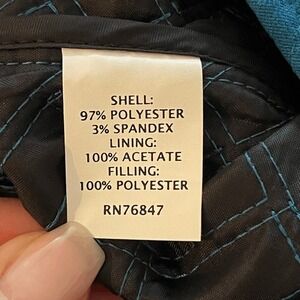 SHELL:
97% POLYESTER
3% SPANDEX
LINING:
100% ACETATE
FILLING:
100% POLYESTER
RN76847